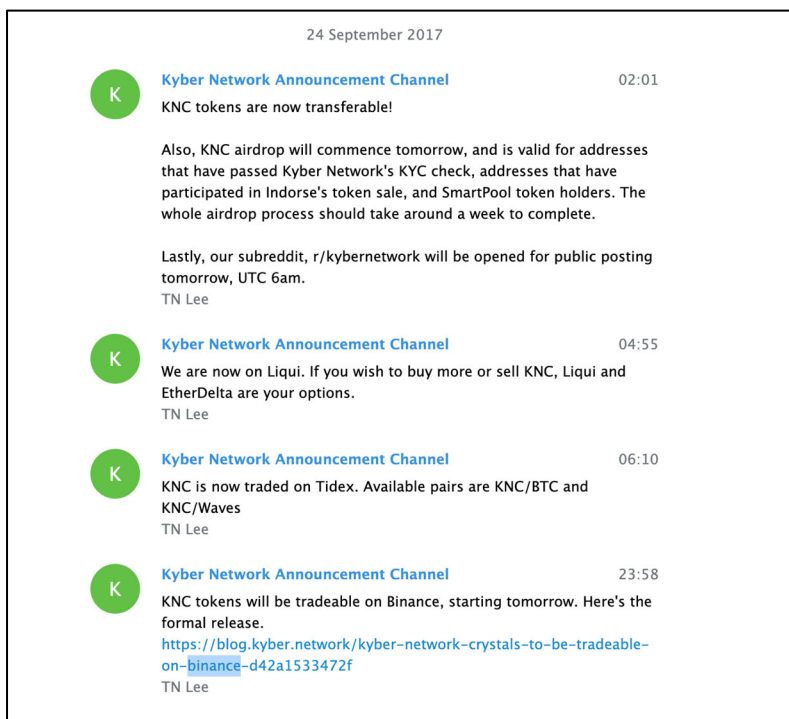 24 September 2017
K
Kyber Network Announcement Channel 02:01
KNC tokens are now transferable!
Also, KNC airdrop will commence tomorrow, and is valid for addresses
that have passed Kyber Network's KYC check, addresses that have
participated in Indorse's token sale, and SmartPool token holders. The
whole airdrop process should take around a week to complete.
Lastly, our subreddit, r/kybernetwork will be opened for public posting
tomorrow, UTC 6am.
TN Lee
K
Kyber Network Announcement Channel 04:55
We are now on Liqui. If you wish to buy more or sell KNC, Liqui and
EtherDelta are your options.
TN Lee
K
Kyber Network Announcement Channel 06:10
KNC is now traded on Tidex. Available pairs are KNC/BTC and
KNC/Waves
TN Lee
K
Kyber Network Announcement Channel 23:58
KNC tokens will be tradeable on Binance, starting tomorrow. Here's the
formal release.
https://blog.kyber.network/kyber-network-crystals-to-be-tradeable-
on-binance-d42a1533472f
TN Lee